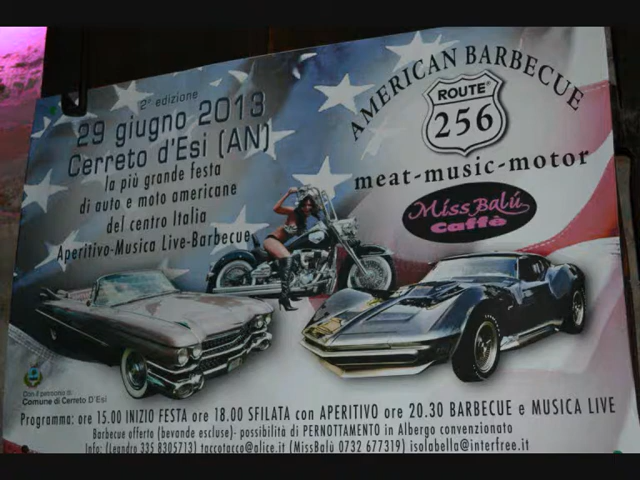 2ª edizione
29 giugno 2013
Cerreto d'Esi (AN)
la più grande festa
di auto e moto americane
del centro Italia
Aperitivo-Musica Live-Barbecue
AMERICAN BARBECUE
ROUTE
256
meat-music-motor
Miss Balú
Caffè
Con il patrocinio di:
Comune di Cerreto D'Esi
Programma: ore 15.00 INIZIO FESTA ore 18.00 SFILATA con APERITIVO ore 20.30 BARBECUE e MUSICA LIVE
Barbecue offerto (bevande escluse)- possibilità di PERNOTTAMENTO in Albergo convenzionato
Info: (Leandro 335 8305713) taccotacco@alice.it (MissBalù 0732 677319) isolabella@interfree.it